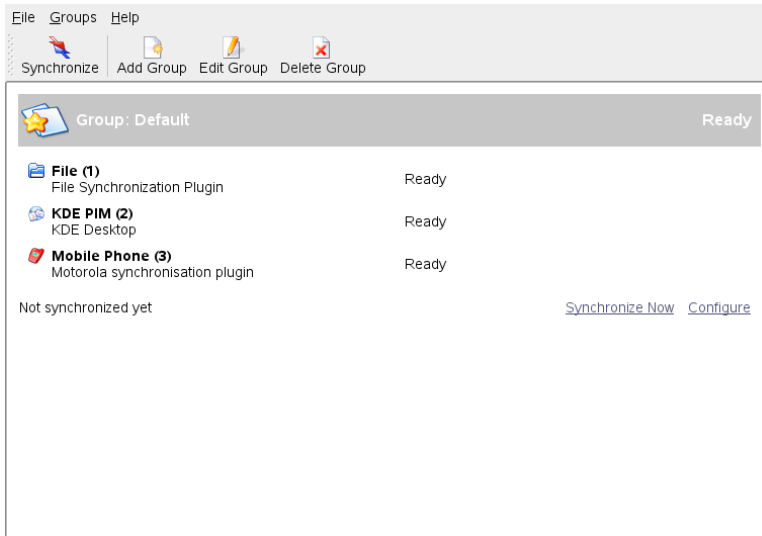 File Groups Help
Synchronize Add Group Edit Group Delete Group
Group: Default Ready
File (1)
File Synchronization Plugin Ready
KDE PIM (2)
KDE Desktop Ready
Mobile Phone (3)
Motorola synchronisation plugin Ready
Not synchronized yet Synchronize Now Configure